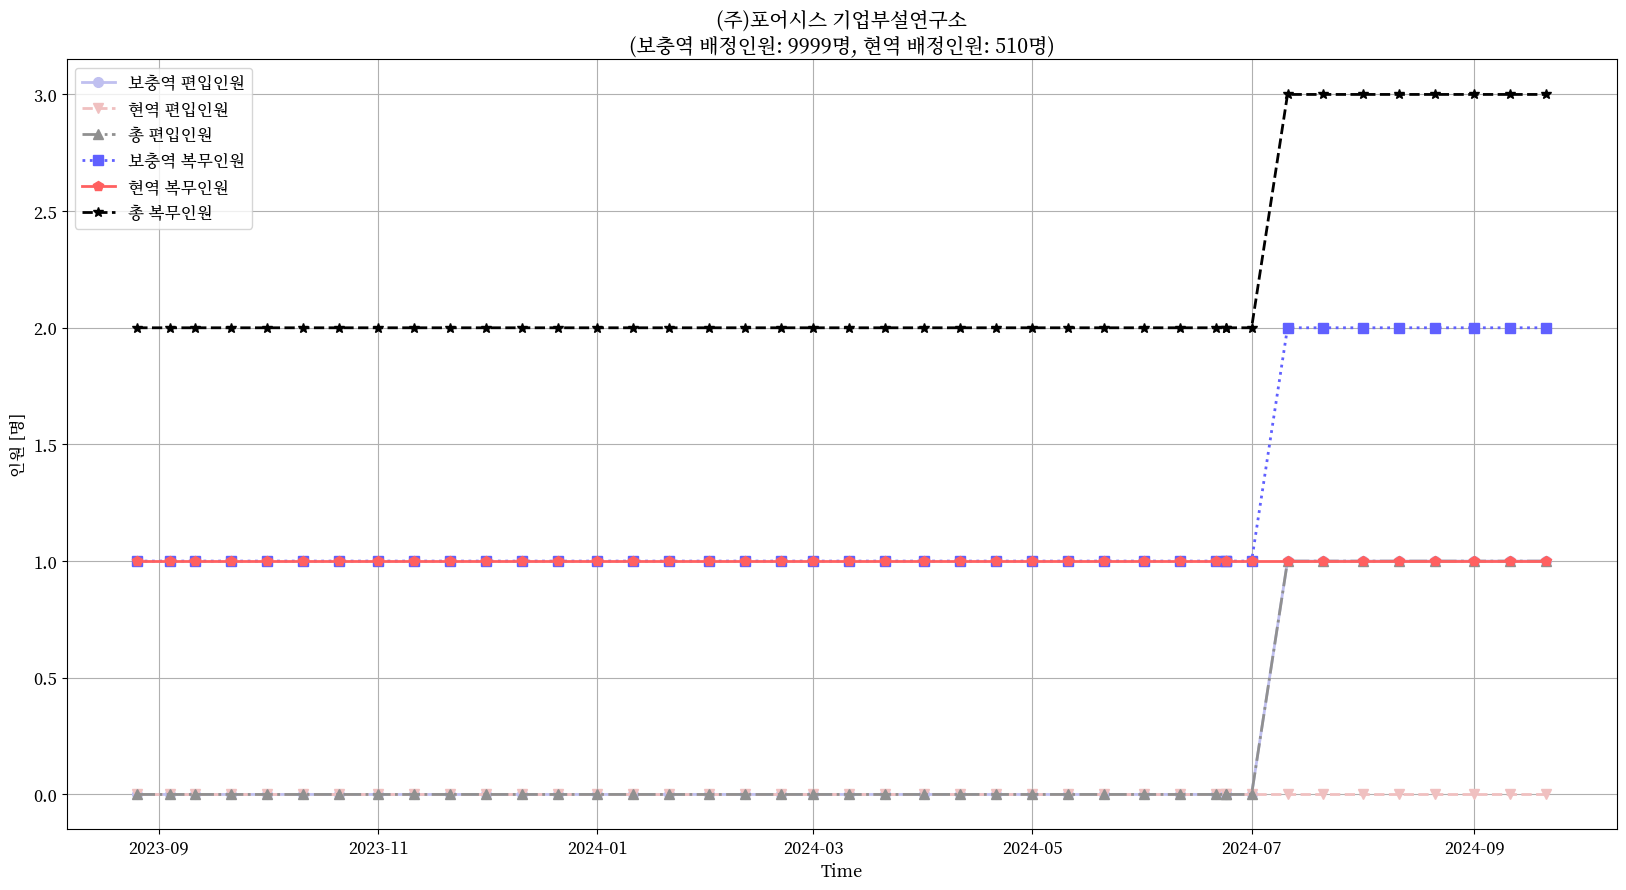 (주)포어시스 기업부설연구소
(보충역 배정인원: 9999명, 현역 배정인원: 510명)
보충역 편입인원
현역 편입인원
총 편입인원
보충역 복무인원
현역 복무인원
총 복무인원
인원 [명]
3.0
2.5
2.0
1.5
1.0
0.5
0.0
2023-09
2023-11
2024-01
2024-03
2024-05
2024-07
2024-09
Time